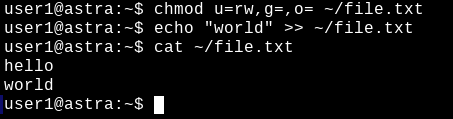 user1@astra:~$ chmod u=rw,g=,o= ~/file.txt
user1@astra:~$ echo "world" >> ~/file.txt
user1@astra:~$ cat ~/file.txt
hello
world
user1@astra:~$